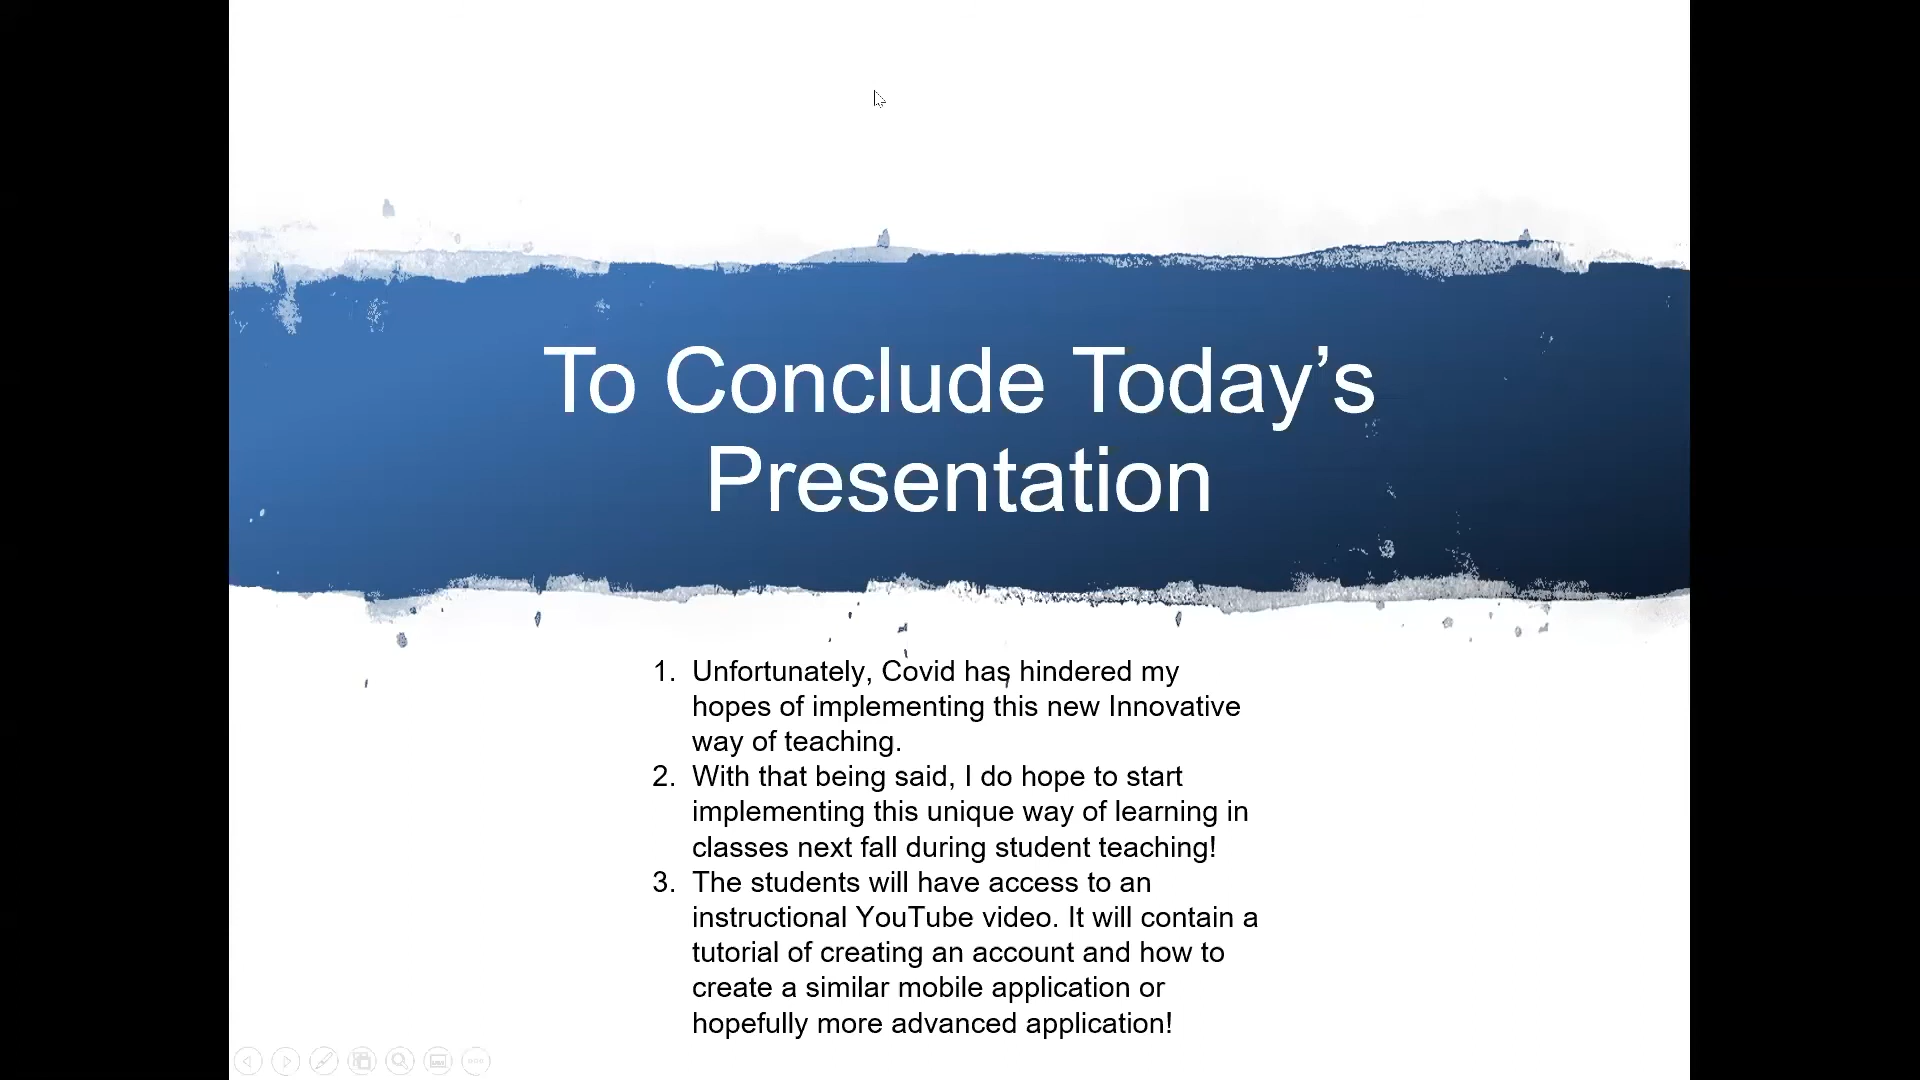 To Conclude Today’s
Presentation
1. Unfortunately, Covid has hindered my
hopes of implementing this new Innovative
way of teaching.
2. With that being said, I do hope to start
implementing this unique way of learning in
classes next fall during student teaching!
3. The students will have access to an
instructional YouTube video. It will contain a
tutorial of creating an account and how to
create a similar mobile application or
hopefully more advanced application!